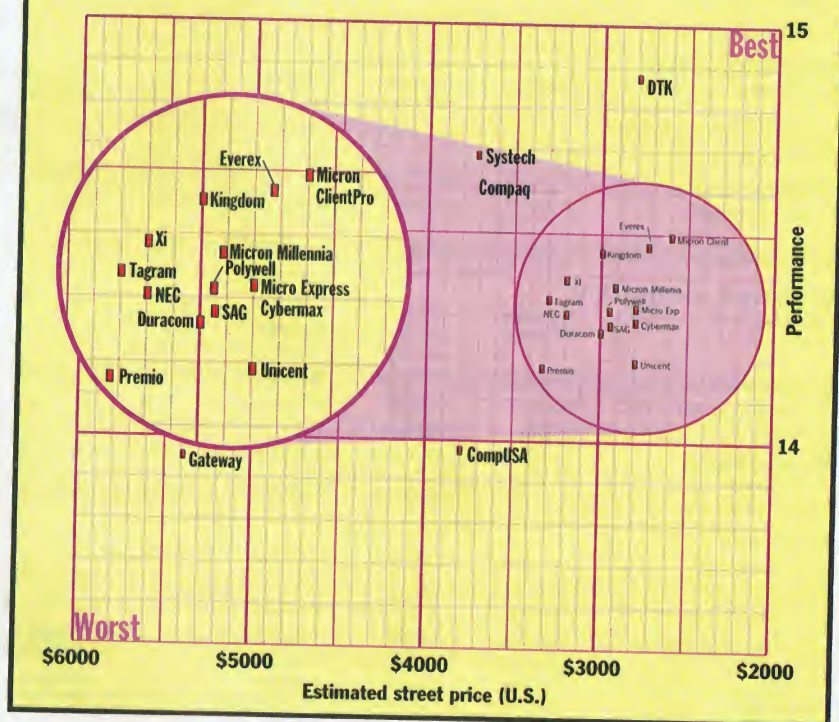 Best
15
DTK
Systech
Compaq
Everex
Micron
ClientPro
Kingdom
Xi
Micron Millennia
Tagram
Polywell
NEC
Micro Express
Cybermax
Duracom
SAG
Premio
Unicent
Everex
Micron Client
Kingdom
Xi
Micron Millonia
Tagram
Polywell
NEC
Micro Exp
SAG
Cybermax
Duracom
Premio
Unicent
Performance
14
Gateway
CompUSA
Worst
$6000
$5000
$4000
$3000
$2000
Estimated street price (U.S.)